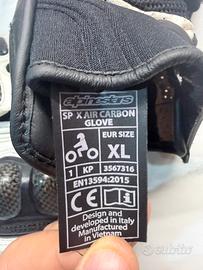 alpinestars
SP X AIR CARBON
GLOVE
EUR SIZE
XL
1 KP 3567316
EN13594:2015
CE
Design and
developed in Italy
Manufactured
in Vietnam
subito